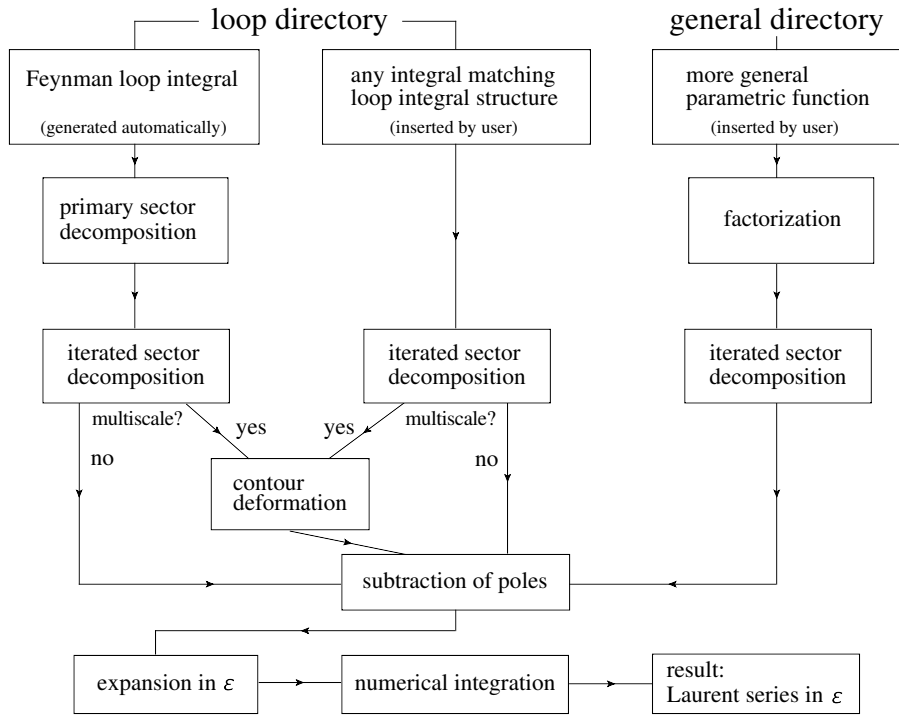 loop directory
general directory
Feynman loop integral
(generated automatically)
any integral matching
loop integral structure
(inserted by user)
more general
parametric function
(inserted by user)
primary sector
decomposition
factorization
iterated sector
decomposition
iterated sector
decomposition
iterated sector
decomposition
multiscale?
yes
no
yes
multiscale?
no
contour
deformation
subtraction of poles
expansion in ε
numerical integration
result:
Laurent series in ε